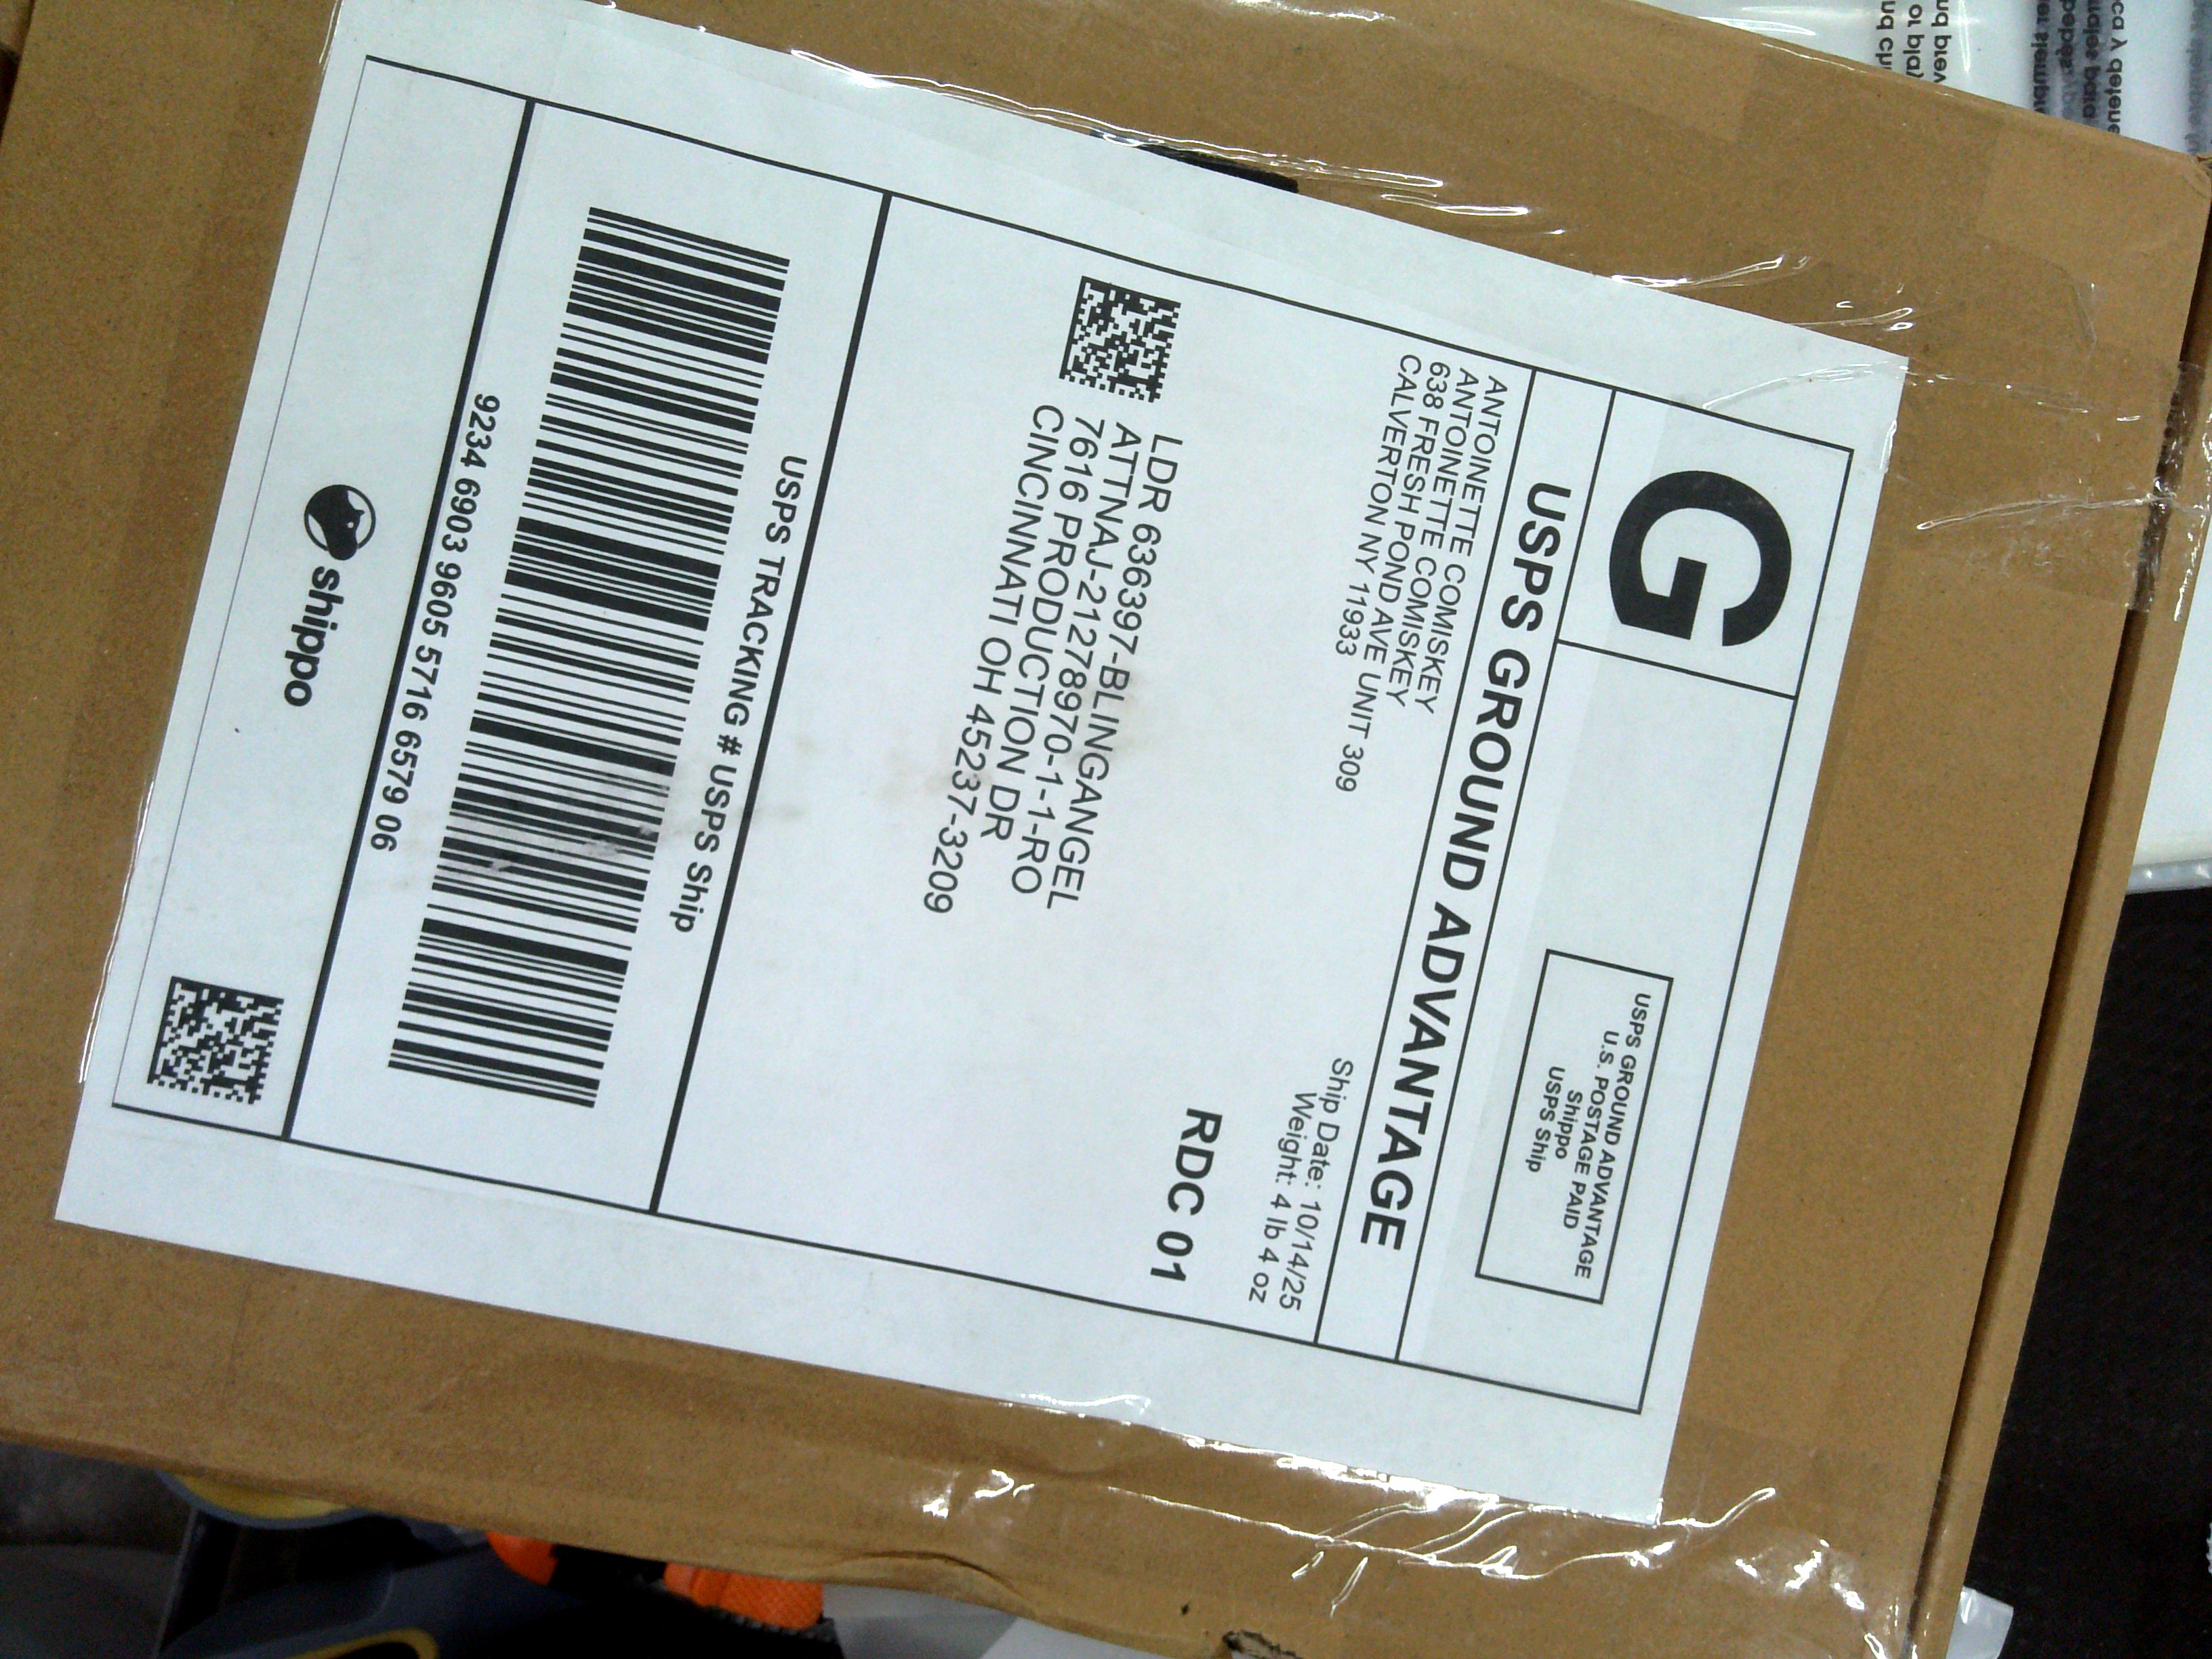 G
USPS GROUND ADVANTAGE
U.S. POSTAGE PAID
Shippo
USPS Ship
USPS GROUND ADVANTAGE
ANTOINETTE COMISKEY
ANTOINETTE COMISKEY
638 FRESH POND AVE UNIT 309
CALVERTON NY 11933
Ship Date: 10/14/25
Weight: 4 lb 4 oz
RDC 01
LDR 636397-BLINGANGEL
ATTNAJ-21278970-1-1-RO
7616 PRODUCTION DR
CINCINNATI OH 45237-3209
USPS TRACKING # USPS Ship
9234 6903 9605 5716 6579 06
shippo